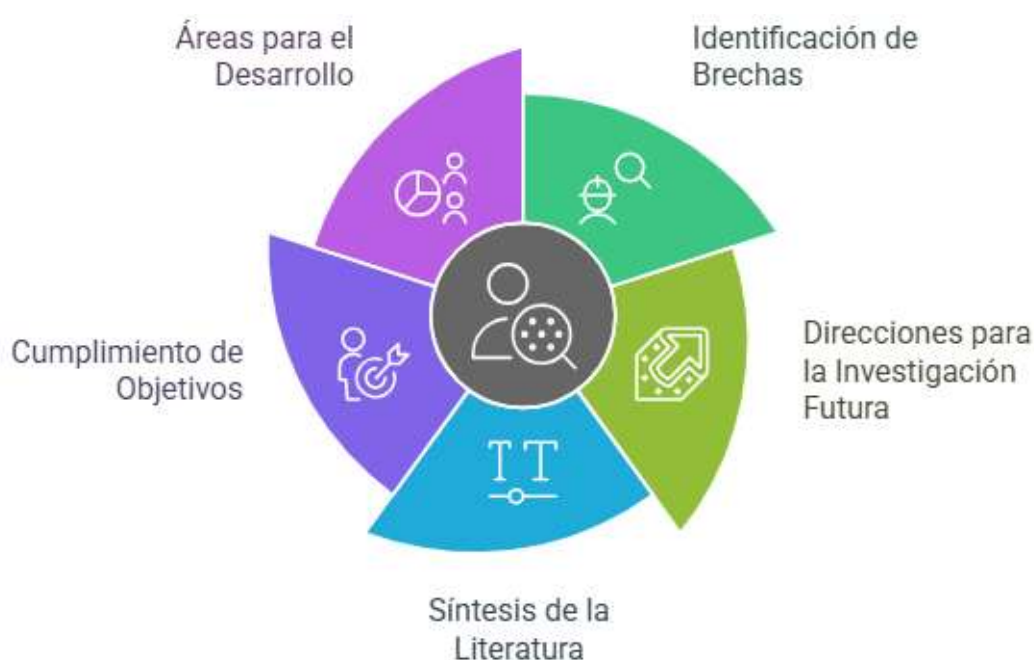 Áreas para el
Desarrollo
Identificación de
Brechas
Direcciones para
la Investigación
Futura
Cumplimiento de
Objetivos
TT
Síntesis de la
Literatura